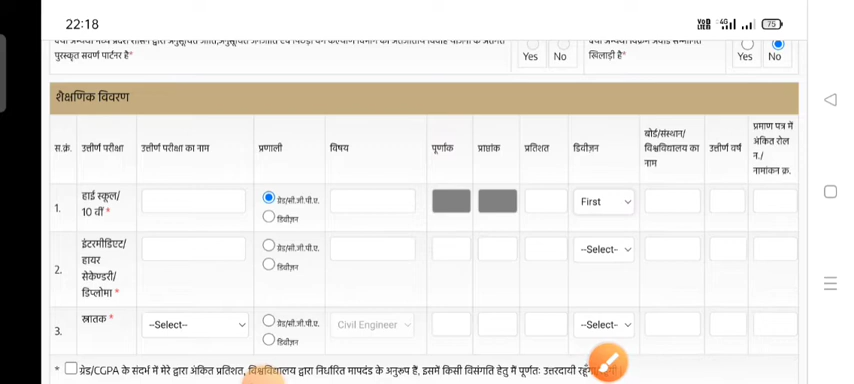 22:18
4G
75
पुरस्कृत सवर्ण पार्टनर है*
Yes No
खिलाड़ी है*
Yes No
शैक्षणिक विवरण
स.क्रं. उत्तीर्ण परीक्षा उत्तीर्ण परीक्षा का नाम प्रणाली विषय पूर्णांक प्राप्तांक प्रतिशत डिवीज़न बोर्ड/संस्थान/ विश्वविद्यालय का नाम उत्तीर्ण वर्ष प्रमाण पत्र में अंकित रोल न./ नामांकन क्र.
1. हाई स्कूल/ 10 वीं * ग्रेड/सी.जी.पी.ए. डिवीज़न First
2. इंटरमीडिएट/ हायर सेकेण्डरी/ डिप्लोमा * ग्रेड/सी.जी.पी.ए. डिवीज़न --Select--
3. स्नातक * --Select-- ग्रेड/सी.जी.पी.ए. डिवीज़न Civil Engineer --Select--
* ग्रेड/CGPA के संदर्भ में मेरे द्वारा अंकित प्रतिशत, विश्वविद्यालय द्वारा निर्धारित मापदंड के अनुरूप हैं, इसमें किसी विसंगति हेतु मैं पूर्णतः उत्तरदायी